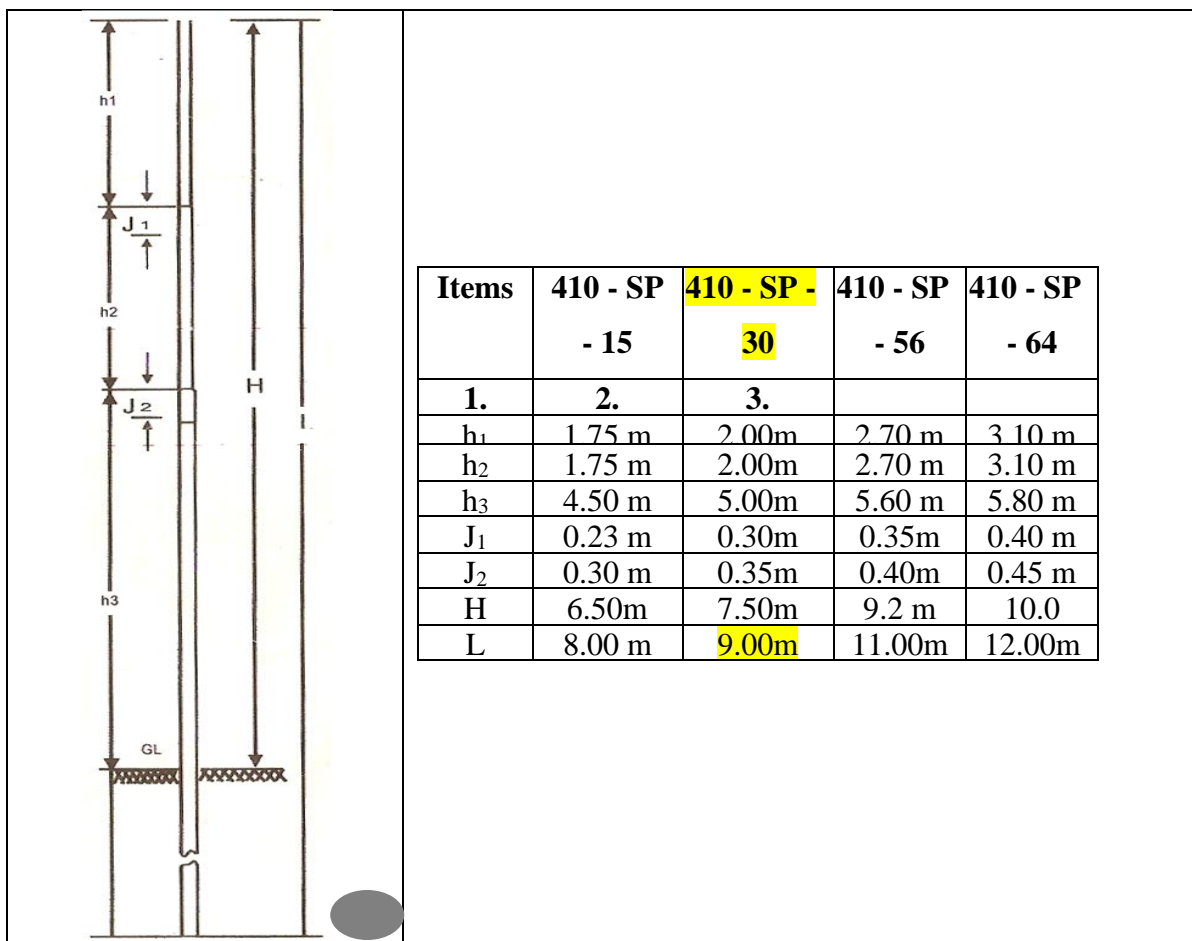 h1
J 1
h2
H
J 2
L
h3
GL
Items 410 - SP - 15 410 - SP - 30 410 - SP - 56 410 - SP - 64
1. 2. 3.
h1 1.75 m 2.00m 2.70 m 3.10 m
h2 1.75 m 2.00m 2.70 m 3.10 m
h3 4.50 m 5.00m 5.60 m 5.80 m
J1 0.23 m 0.30m 0.35m 0.40 m
J2 0.30 m 0.35m 0.40m 0.45 m
H 6.50m 7.50m 9.2 m 10.0
L 8.00 m 9.00m 11.00m 12.00m